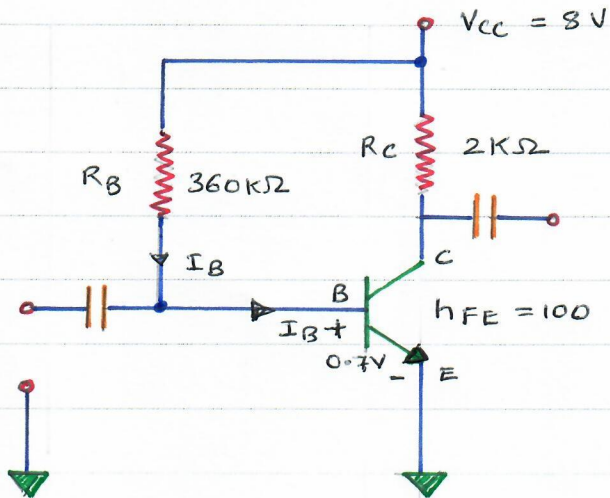 VCC = 8 V
RC 2KΩ
RB 360KΩ
IB
C
B
hFE = 100
IB +
0.7V - E